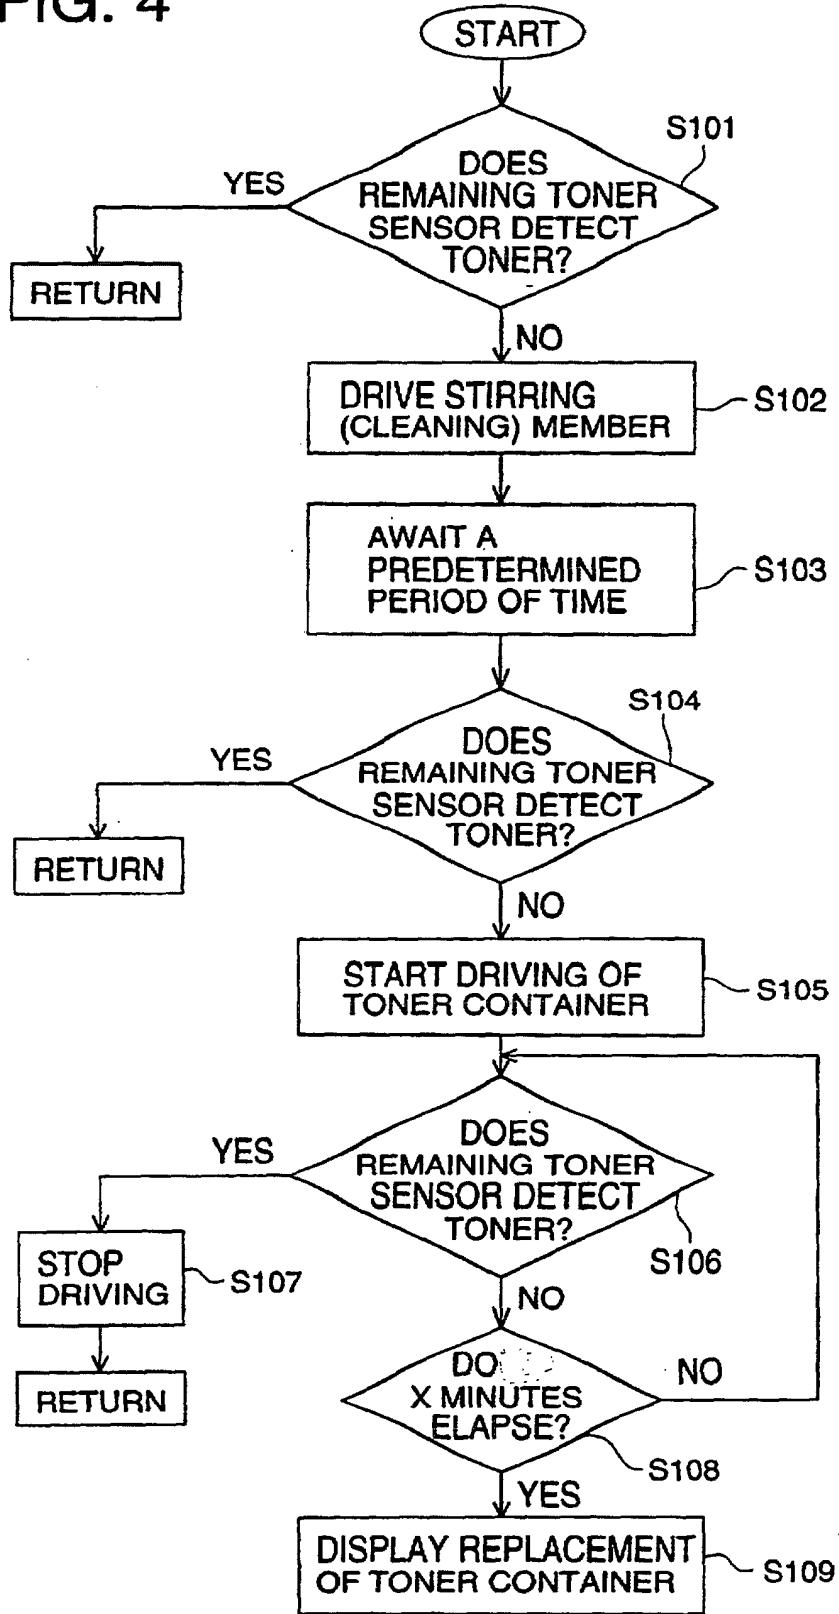 FIG. 4
START
S101
DOES
REMAINING TONER
SENSOR DETECT
TONER?
YES
RETURN
NO
DRIVE STIRRING
(CLEANING) MEMBER
S102
AWAIT A
PREDETERMINED
PERIOD OF TIME
S103
S104
DOES
REMAINING TONER
SENSOR DETECT
TONER?
YES
RETURN
NO
START DRIVING OF
TONER CONTAINER
S105
DOES
REMAINING TONER
SENSOR DETECT
TONER?
YES
S106
STOP
DRIVING
S107
RETURN
NO
DO
X MINUTES
ELAPSE?
NO
S108
YES
DISPLAY REPLACEMENT
OF TONER CONTAINER
S109